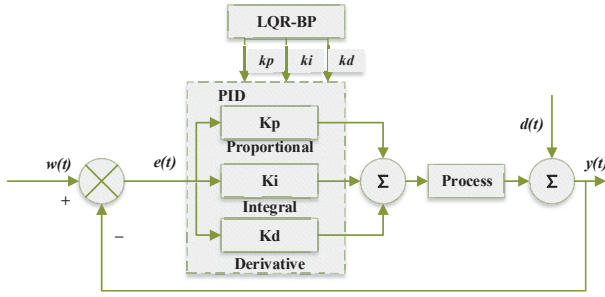 LQR-BP
kp ki kd
PID
Kp
Proportional
d(t)
w(t)
e(t)
y(t)
Ki
Σ
Process
Σ
+
Integral
−
Kd
Derivative